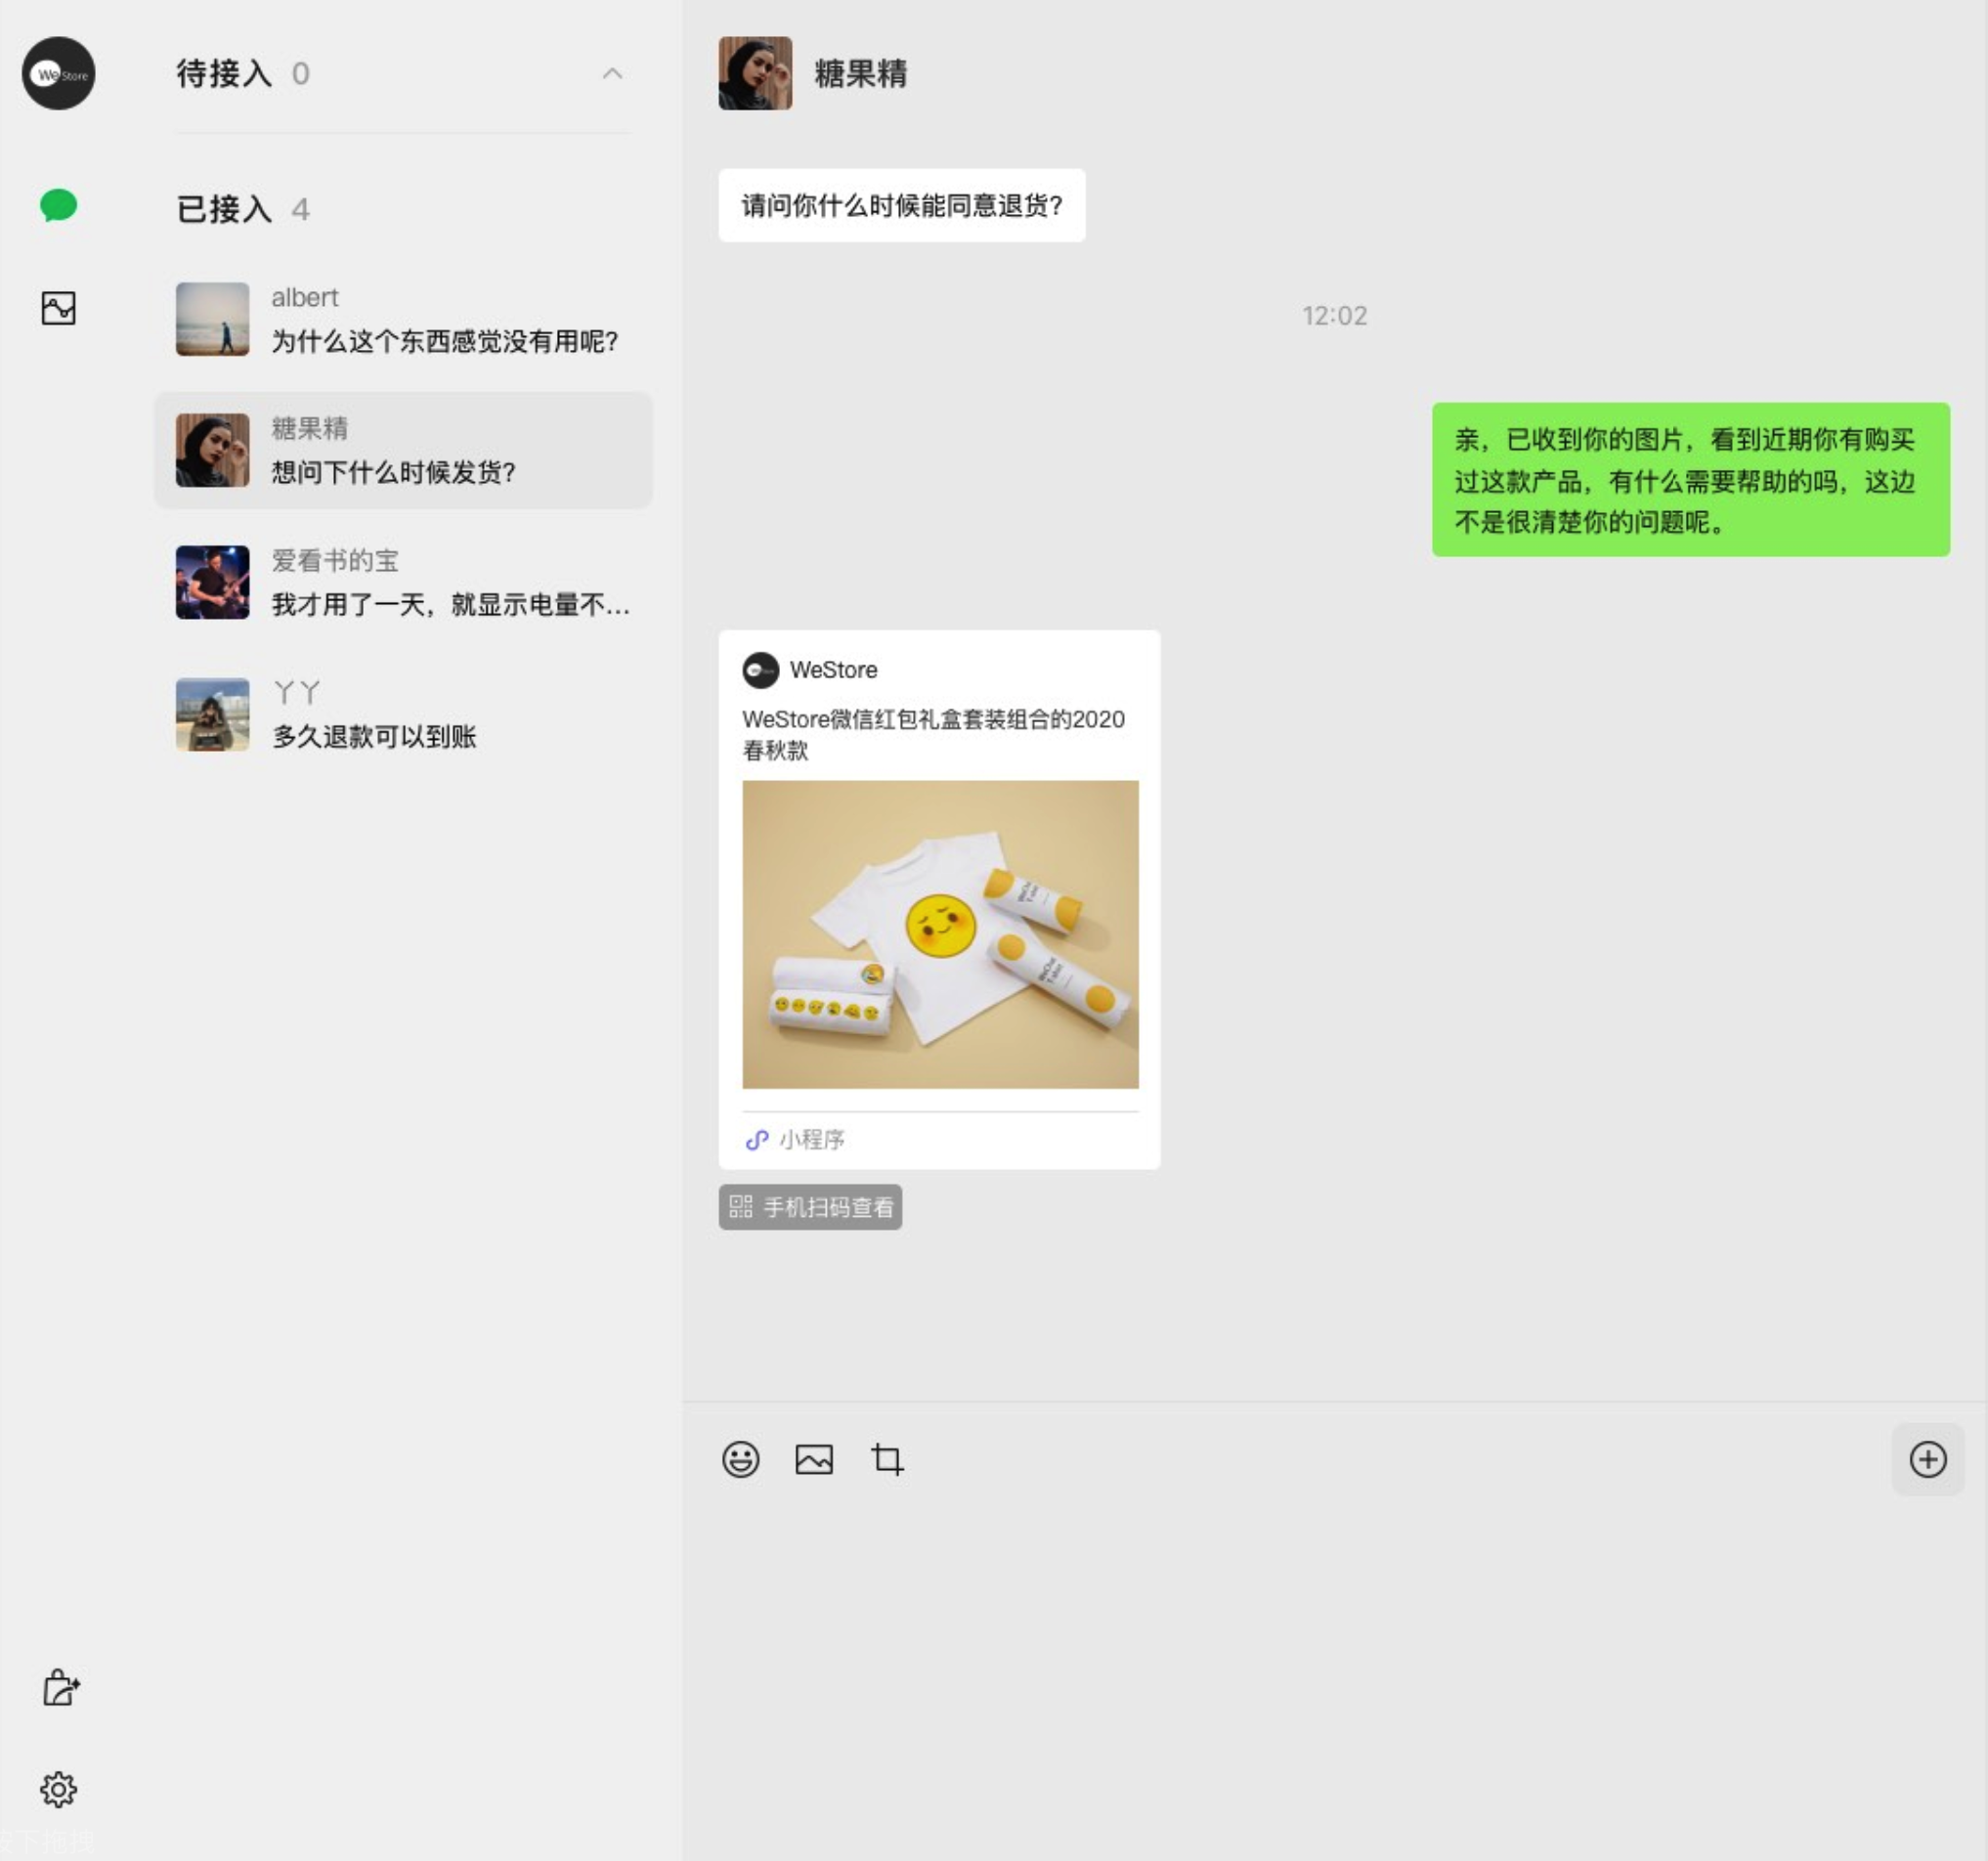 WeStore
待接入 0
已接入 4
albert
为什么这个东西感觉没有用呢?
糖果精
想问下什么时候发货?
爱看书的宝
我才用了一天，就显示电量不...
丫丫
多久退款可以到账
糖果精
请问你什么时候能同意退货?
12:02
亲，已收到你的图片，看到近期你有购买
过这款产品，有什么需要帮助的吗，这边
不是很清楚你的问题呢。
WeStore
WeStore微信红包礼盒套装组合的2020
春秋款
小程序
手机扫码查看
下拖拽